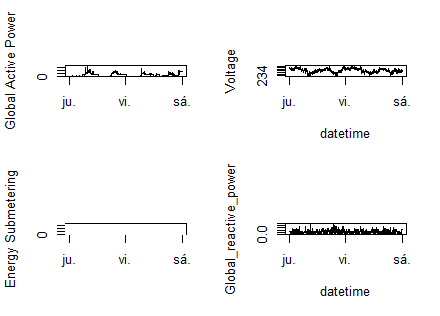 Global Active Power
0
ju.
vi.
sá.
Voltage
234
ju.
vi.
sá.
datetime
Energy Submetering
0
ju.
vi.
sá.
Global_reactive_power
0.0
ju.
vi.
sá.
datetime